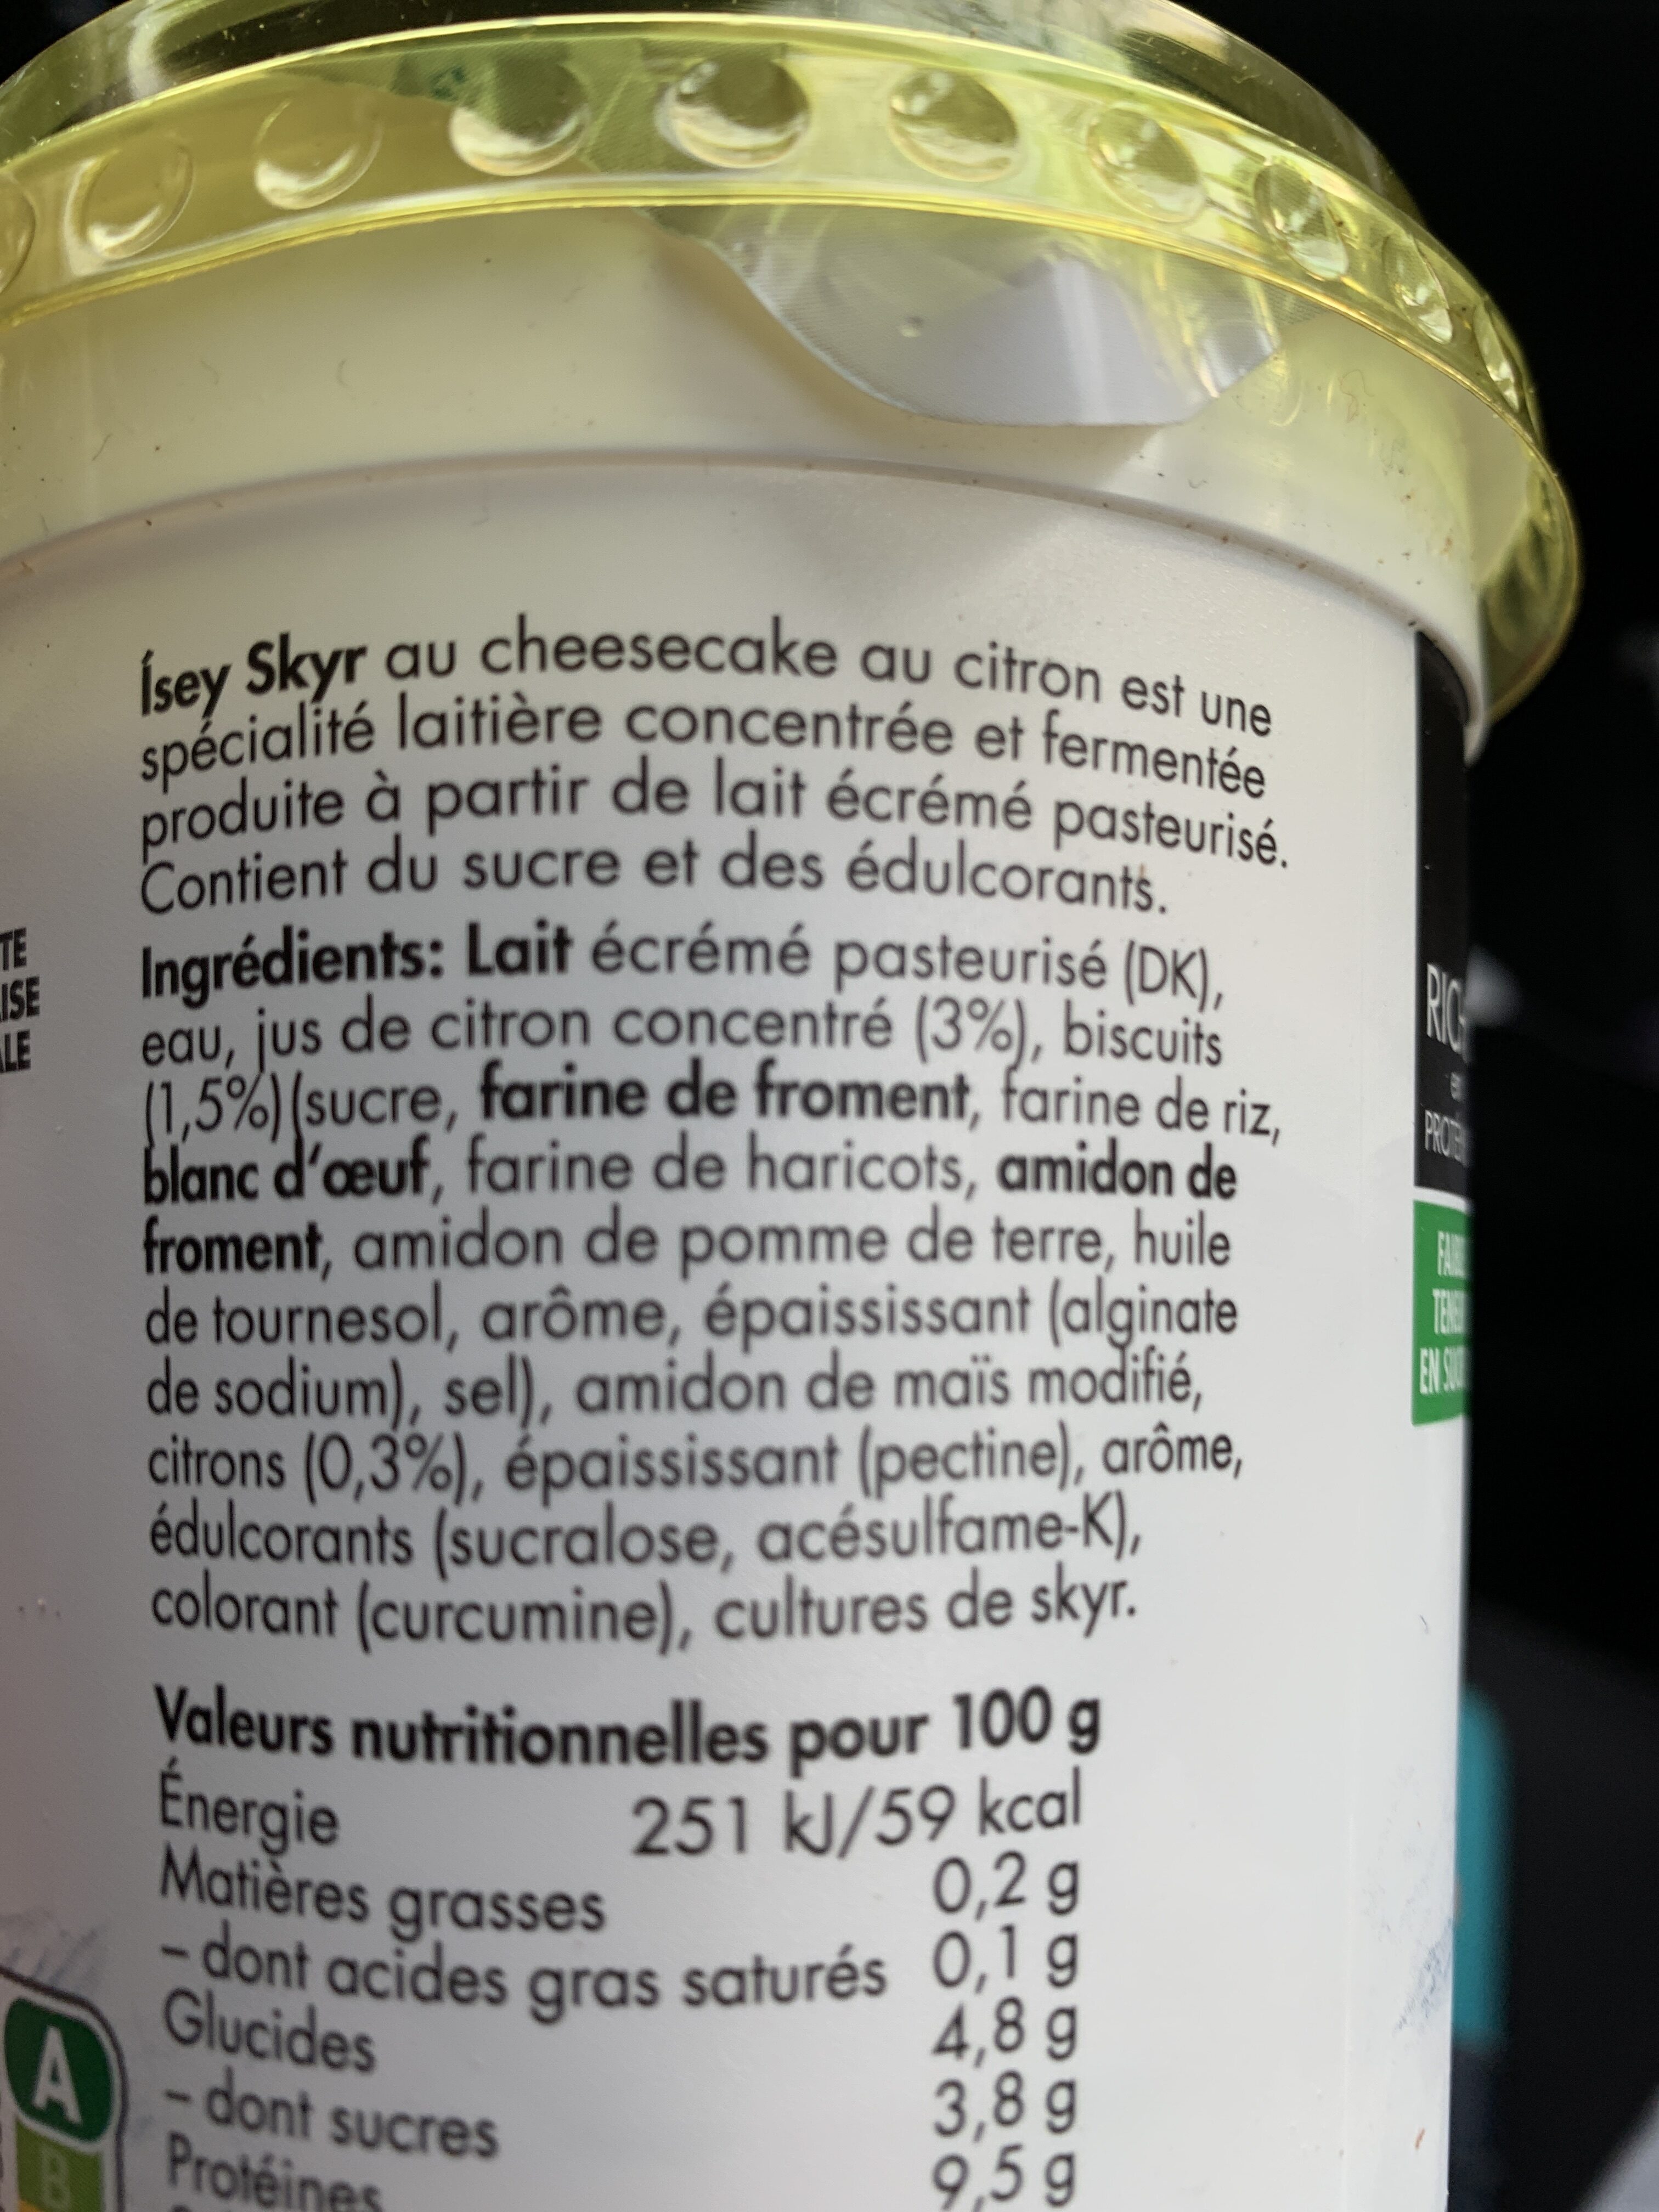 Ísey Skyr au cheesecake au citron est une
spécialité laitière concentrée et fermentée
produite à partir de lait écrémé pasteurisé.
Contient du sucre et des édulcorants.
Ingrédients: Lait écrémé pasteurisé (DK),
eau, jus de citron concentré (3%), biscuits
(1,5%)(sucre, farine de froment, farine de riz,
blanc d'œuf, farine de haricots, amidon de
froment, amidon de pomme de terre, huile
de tournesol, arôme, épaississant (alginate
de sodium), sel), amidon de maïs modifié,
citrons (0,3%), épaississant (pectine), arôme,
édulcorants (sucralose, acésulfame-K),
colorant (curcumine), cultures de skyr.
Valeurs nutritionnelles pour 100 g
Énergie 251 kJ/59 kcal
Matières grasses 0,2 g
– dont acides gras saturés 0,1 g
Glucides 4,8 g
– dont sucres 3,8 g
Protéines 9,5 g
A
B
EN